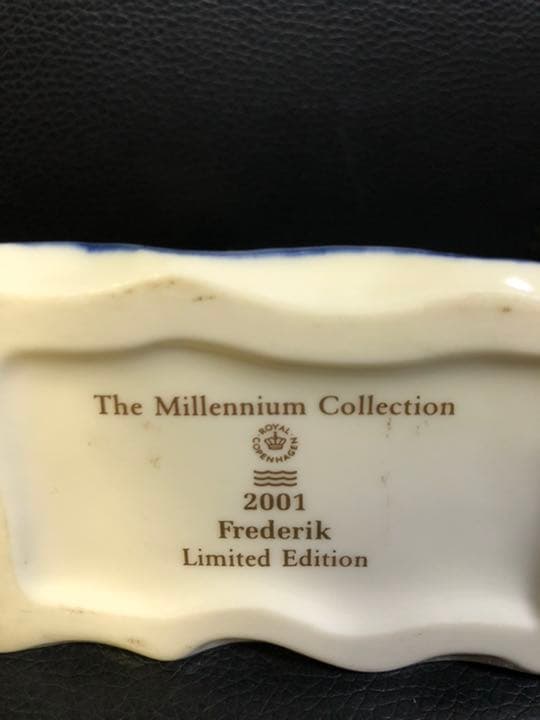 The Millennium Collection
ROYAL
COPENHAGEN
2001
Frederik
Limited Edition